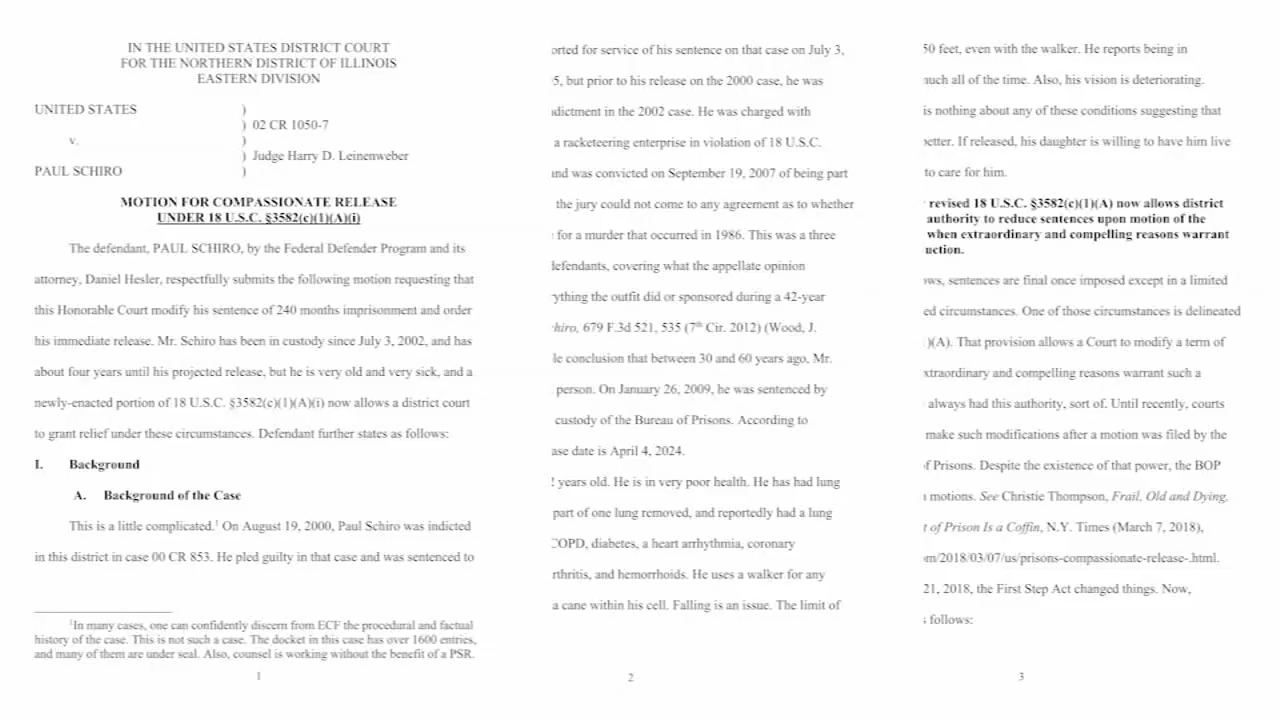 IN THE UNITED STATES DISTRICT COURT
FOR THE NORTHERN DISTRICT OF ILLINOIS
EASTERN DIVISION
UNITED STATES )
) 02 CR 1050-7
v. )
) Judge Harry D. Leinenweber
PAUL SCHIRO )
MOTION FOR COMPASSIONATE RELEASE
UNDER 18 U.S.C. §3582(c)(1)(A)(i)
The defendant, PAUL SCHIRO, by the Federal Defender Program and its
attorney, Daniel Hesler, respectfully submits the following motion requesting that
this Honorable Court modify his sentence of 240 months imprisonment and order
his immediate release. Mr. Schiro has been in custody since July 3, 2002, and has
about four years until his projected release, but he is very old and very sick, and a
newly-enacted portion of 18 U.S.C. §3582(c)(1)(A)(i) now allows a district court
to grant relief under these circumstances. Defendant further states as follows:
I. Background
A. Background of the Case
This is a little complicated.¹ On August 19, 2000, Paul Schiro was indicted
in this district in case 00 CR 853. He pled guilty in that case and was sentenced to
¹In many cases, one can confidently discern from ECF the procedural and factual
history of the case. This is not such a case. The docket in this case has over 1600 entries,
and many of them are under seal. Also, counsel is working without the benefit of a PSR.
1
orted for service of his sentence on that case on July 3,
5, but prior to his release on the 2000 case, he was
dictment in the 2002 case. He was charged with
a racketeering enterprise in violation of 18 U.S.C.
and was convicted on September 19, 2007 of being part
the jury could not come to any agreement as to whether
for a murder that occurred in 1986. This was a three
defendants, covering what the appellate opinion
ything the outfit did or sponsored during a 42-year
hiro, 679 F.3d 521, 535 (7th Cir. 2012) (Wood, J.
le conclusion that between 30 and 60 years ago, Mr.
person. On January 26, 2009, he was sentenced by
custody of the Bureau of Prisons. According to
ase date is April 4, 2024.
years old. He is in very poor health. He has had lung
part of one lung removed, and reportedly had a lung
COPD, diabetes, a heart arrhythmia, coronary
rthritis, and hemorrhoids. He uses a walker for any
a cane within his cell. Falling is an issue. The limit of
2
50 feet, even with the walker. He reports being in
much all of the time. Also, his vision is deteriorating.
is nothing about any of these conditions suggesting that
better. If released, his daughter is willing to have him live
to care for him.
revised 18 U.S.C. §3582(c)(1)(A) now allows district
authority to reduce sentences upon motion of the
when extraordinary and compelling reasons warrant
uction.
ows, sentences are final once imposed except in a limited
ed circumstances. One of those circumstances is delineated
)(A). That provision allows a Court to modify a term of
xtraordinary and compelling reasons warrant such a
always had this authority, sort of. Until recently, courts
make such modifications after a motion was filed by the
of Prisons. Despite the existence of that power, the BOP
motions. See Christie Thompson, Frail, Old and Dying,
t of Prison Is a Coffin, N.Y. Times (March 7, 2018),
om/2018/03/07/us/prisons-compassionate-release-.html.
21, 2018, the First Step Act changed things. Now,
follows:
3